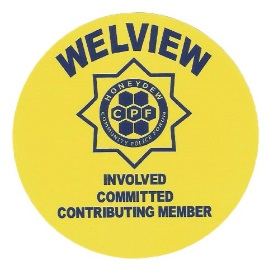 WELVIEW
HONEYDEW
CPF
COMMUNITY POLICE FORUM
INVOLVED
COMMITTED
CONTRIBUTING MEMBER